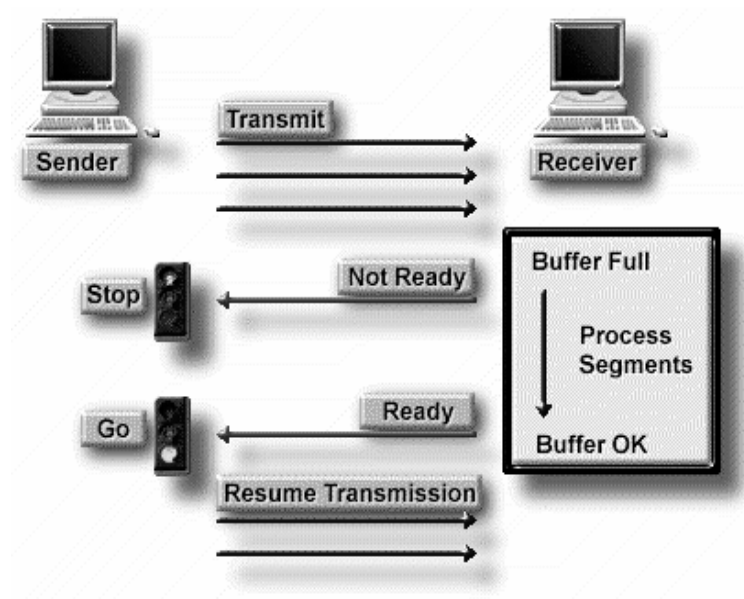 Transmit
Sender
Receiver
Buffer Full
Not Ready
Stop
Process
Segments
Ready
Go
Buffer OK
Resume Transmission